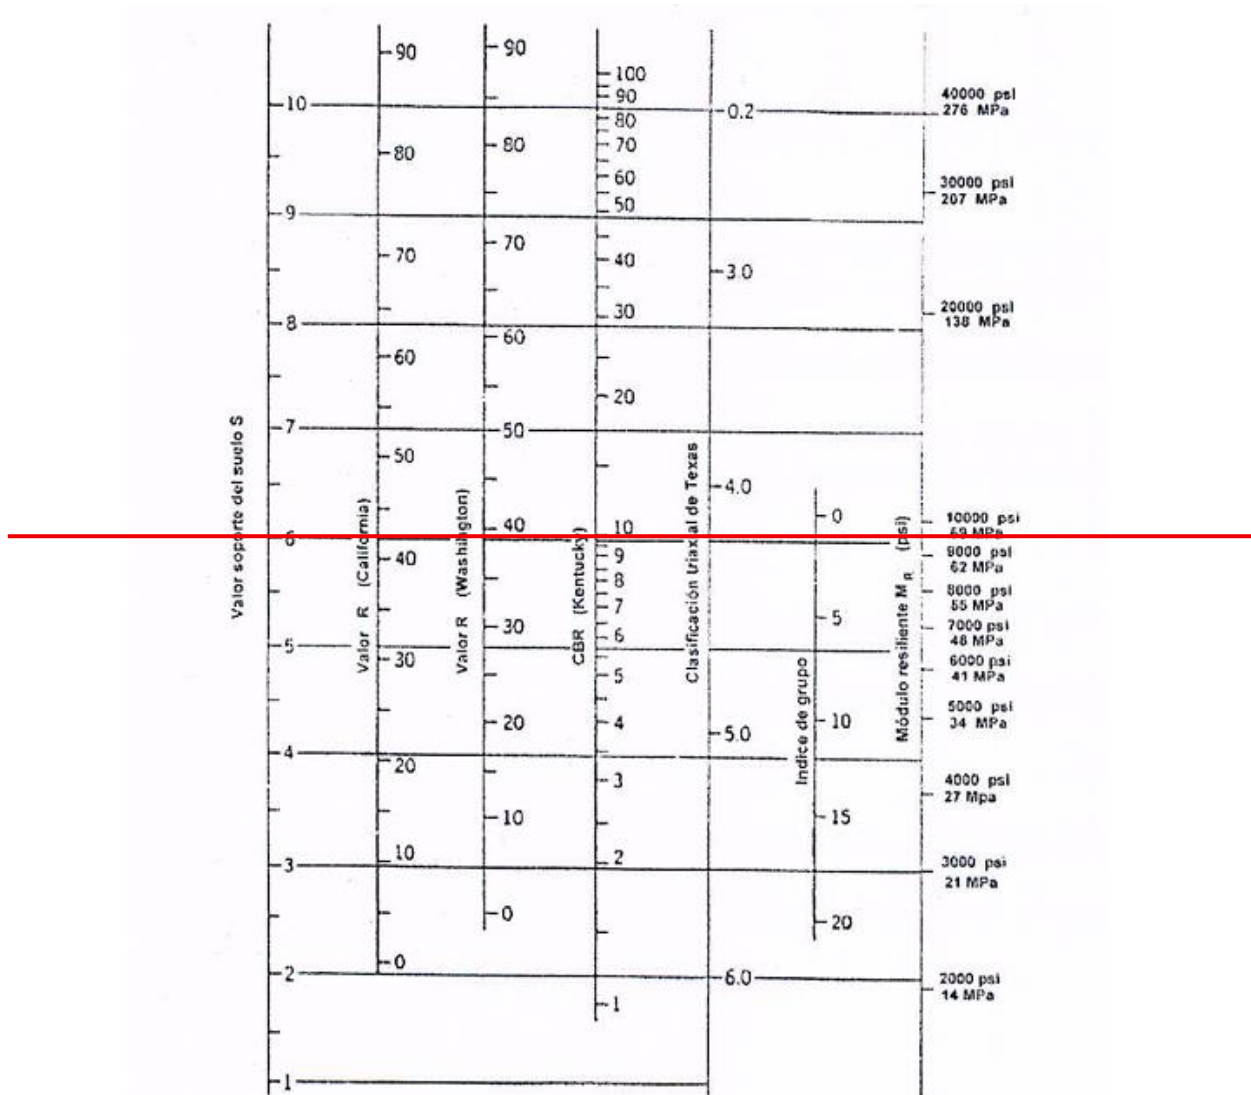 Valor soporte del suelo S
10
9
8
7
6
5
4
3
2
1
Valor R (California)
90
80
70
60
50
40
30
20
10
0
Valor R (Washington)
90
80
70
60
50
40
30
20
10
0
CBR (Kentucky)
100
90
80
70
60
50
40
30
20
10
9
8
7
6
5
4
3
2
1
Clasificación triaxial de Texas
0.2
3.0
4.0
5.0
6.0
Indice de grupo
0
5
10
15
20
Módulo resiliente M R (psi)
40000 psi
276 MPa
30000 psi
207 MPa
20000 psi
138 MPa
10000 psi
69 MPa
9000 psi
62 MPa
8000 psi
55 MPa
7000 psi
48 MPa
6000 psi
41 MPa
5000 psi
34 MPa
4000 psi
27 Mpa
3000 psi
21 MPa
2000 psi
14 MPa